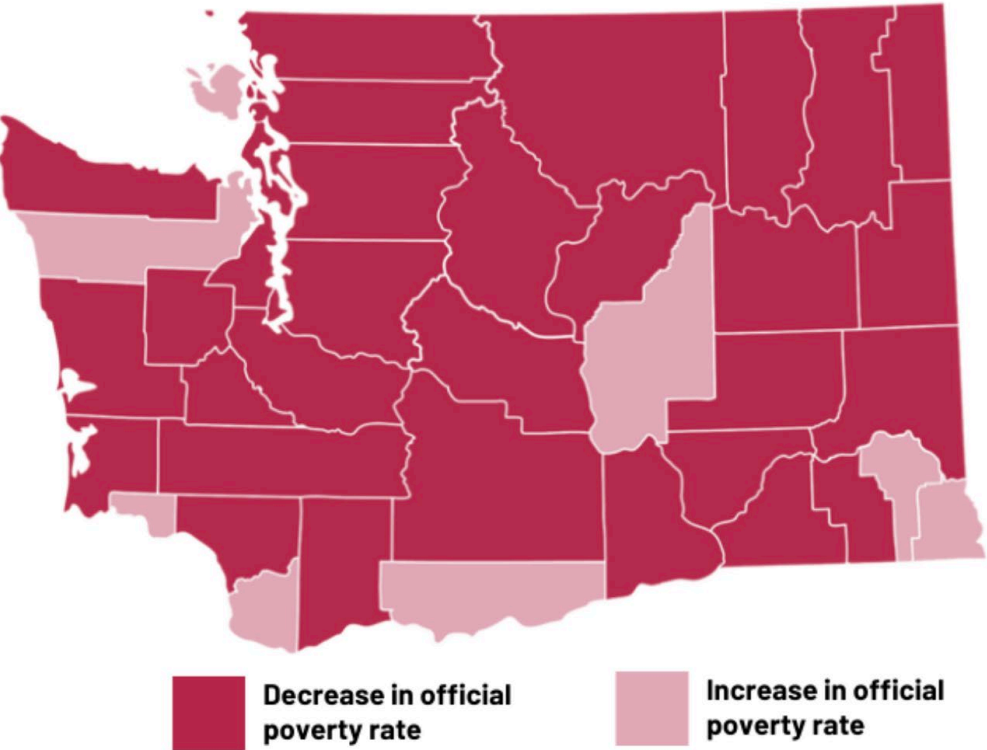 Decrease in official
poverty rate
Increase in official
poverty rate